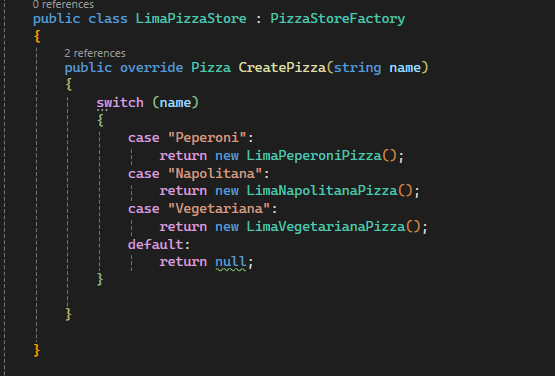 0 references
public class LimaPizzaStore : PizzaStoreFactory
{
2 references
public override Pizza CreatePizza(string name)
{
switch (name)
{
case "Peperoni":
return new LimaPeperoniPizza();
case "Napolitana":
return new LimaNapolitanaPizza();
case "Vegetariana":
return new LimaVegetarianaPizza();
default:
return null;
}
}
}